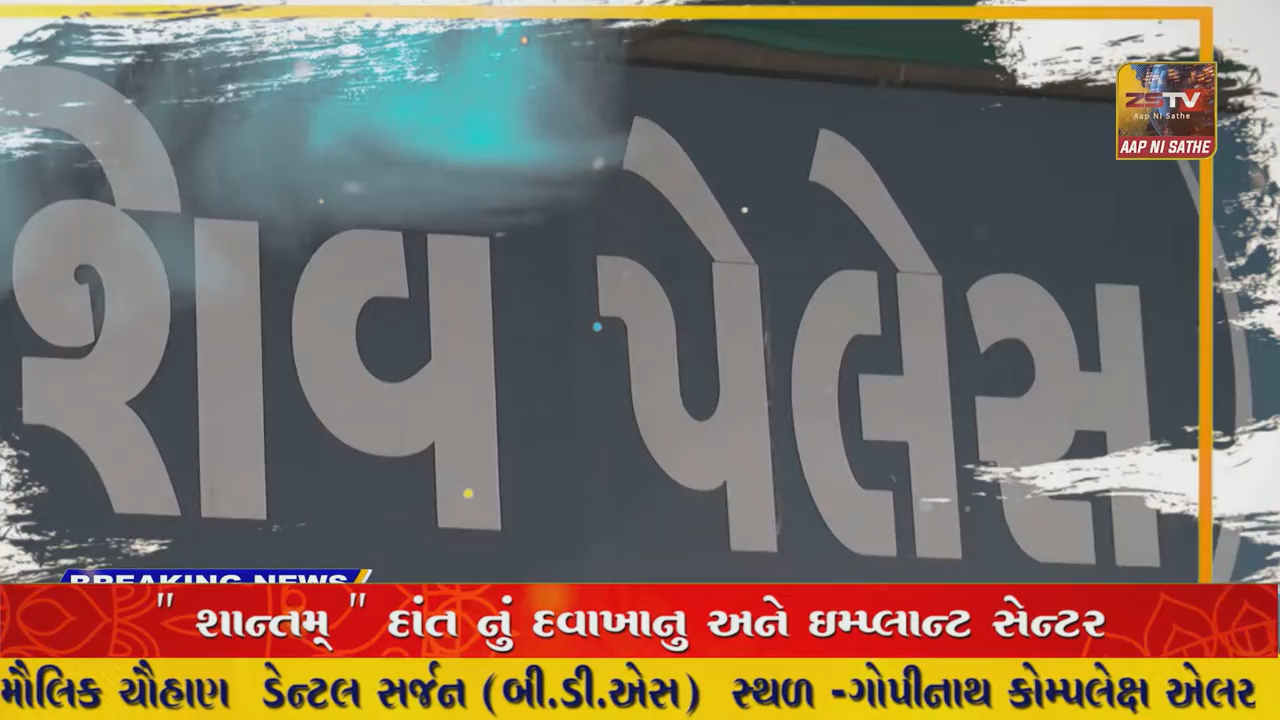 શિવ પેલેસ
ZSTV
Aap Ni Sathe
AAP NI SATHE
BREAKING NEWS
" શાન્તમ્ " દાંત નું દવાખાનુ અને ઇમ્પ્લાન્ટ સેન્ટર
મૌલિક ચૌહાણ ડેન્ટલ સર્જન (બી.ડી.એસ) સ્થળ -ગોપીનાથ કોમ્પલેક્ષ એલર